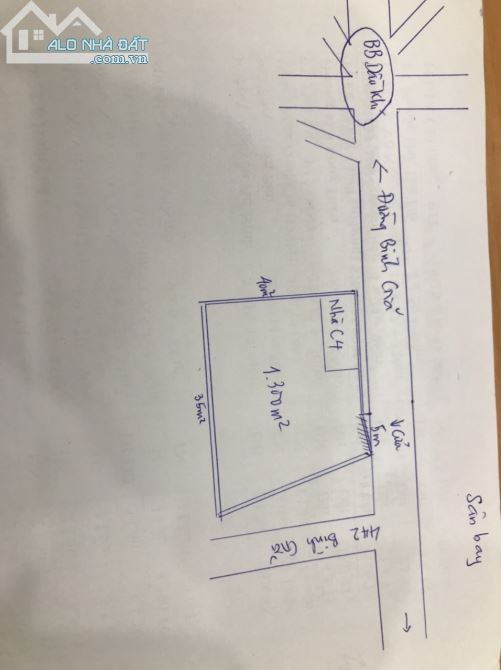 ALO NHÀ ĐẤT
.com.vn
BB Dầu Khí
← Đường Bình Giã
40m²
Nhà C4
1.300m²
35m²
5m
Cửa
442 Bình Giã
Sân bay
→